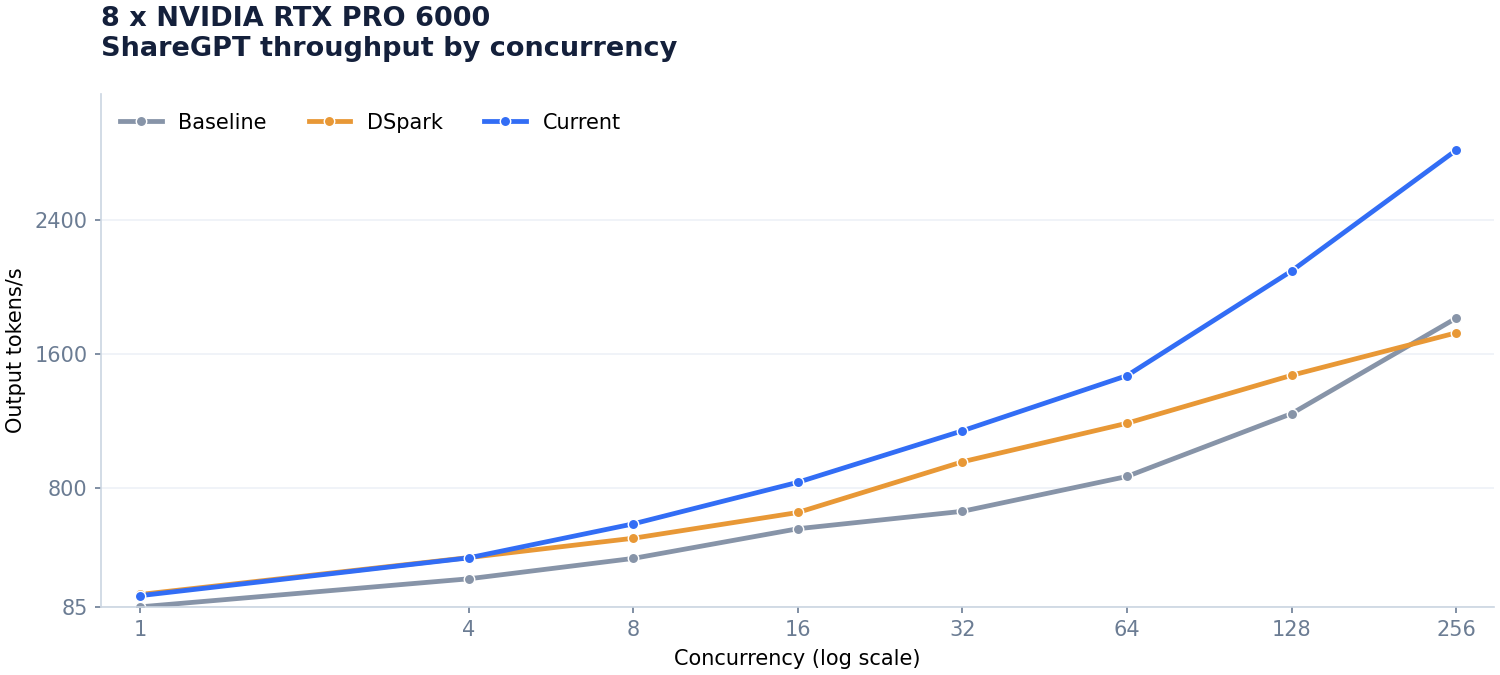 8 x NVIDIA RTX PRO 6000
ShareGPT throughput by concurrency
Baseline DSpark Current
Output tokens/s
2400
1600
800
85
1 4 8 16 32 64 128 256
Concurrency (log scale)